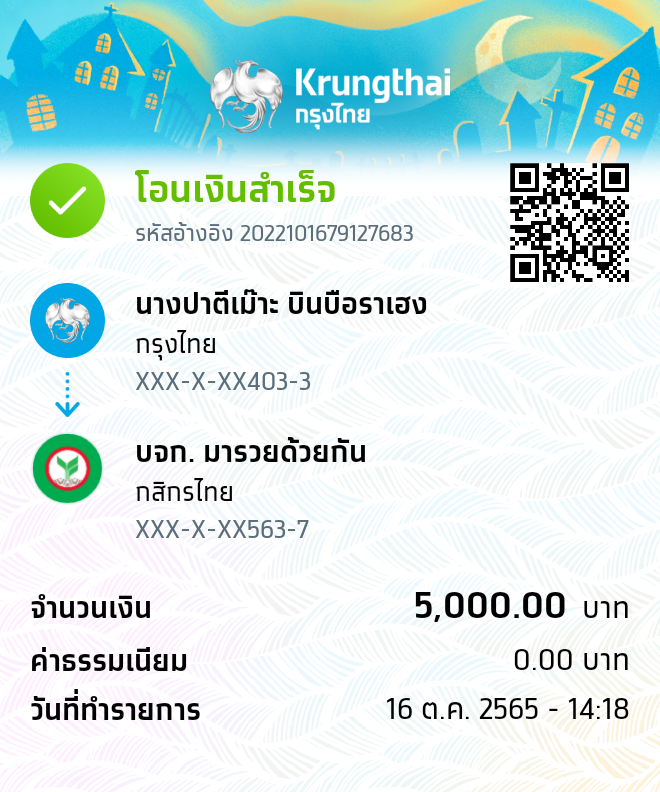 Krungthai
กรุงไทย
โอนเงินสำเร็จ
รหัสอ้างอิง 2022101679127683
นางปาตีเม๊าะ บินบือราเฮง
กรุงไทย
XXX-X-XX403-3
บจก. มารวยด้วยกัน
กสิกรไทย
XXX-X-XX563-7
จำนวนเงิน 5,000.00 บาท
ค่าธรรมเนียม 0.00 บาท
วันที่ทำรายการ 16 ต.ค. 2565 - 14:18